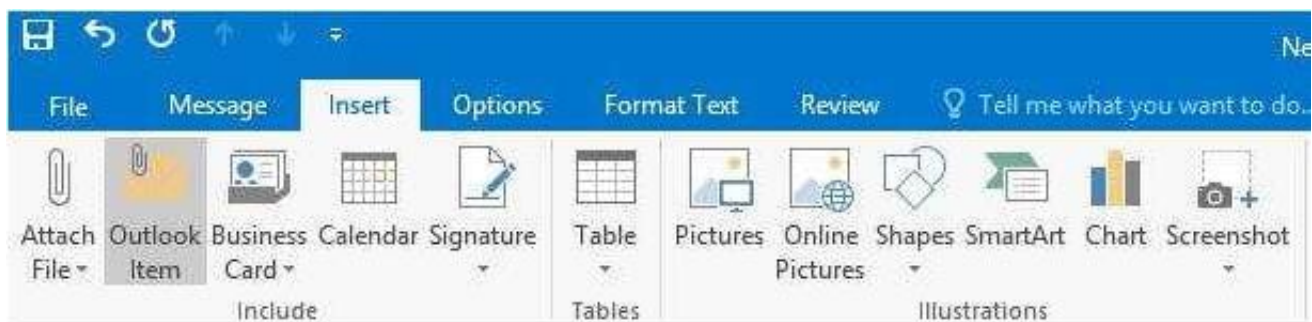 Ne
File Message Insert Options Format Text Review Tell me what you want to do.
Attach Outlook Business Calendar Signature Table Pictures Online Shapes SmartArt Chart Screenshot
File Item Card Pictures
Include Tables Illustrations